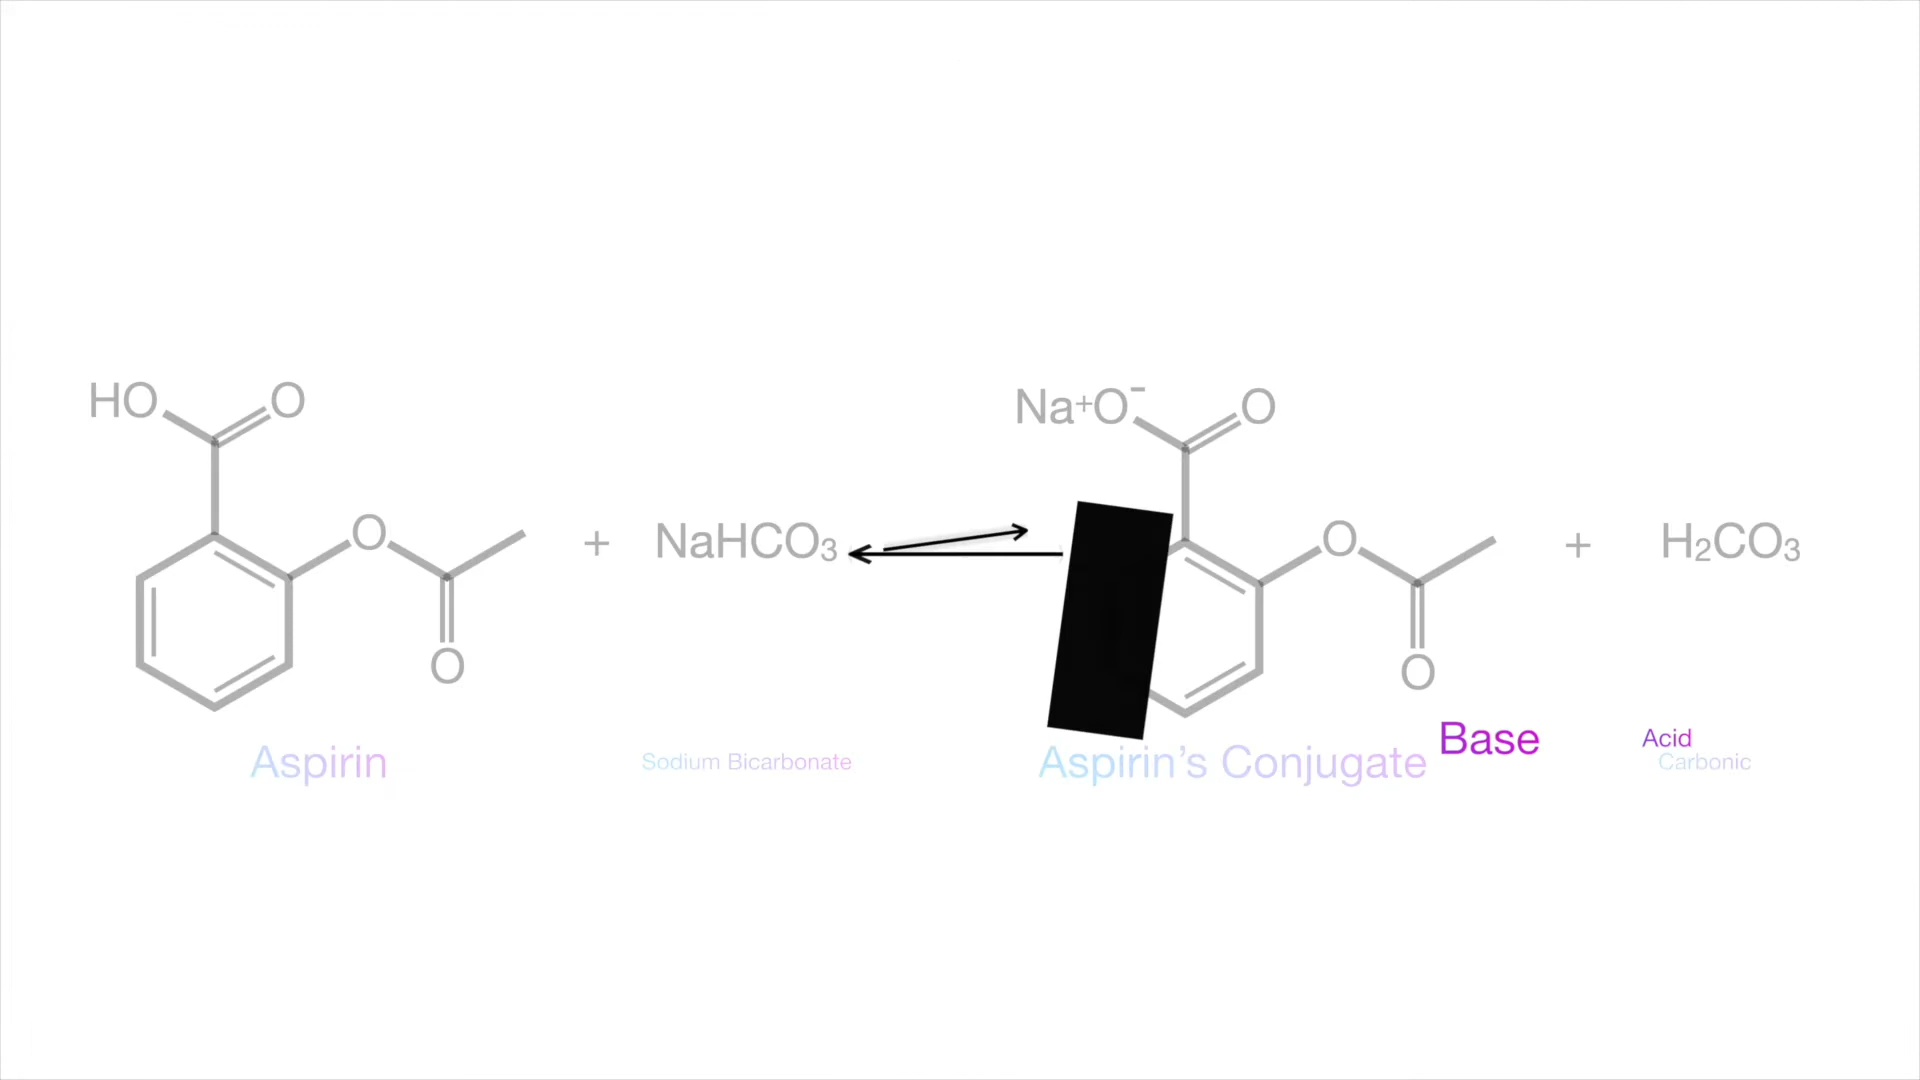 HO O
O
O
+
NaHCO₃
Na⁺O⁻ O
O
O
+
H₂CO₃
Aspirin
Sodium Bicarbonate
Aspirin’s Conjugate Base
Acid
Carbonic